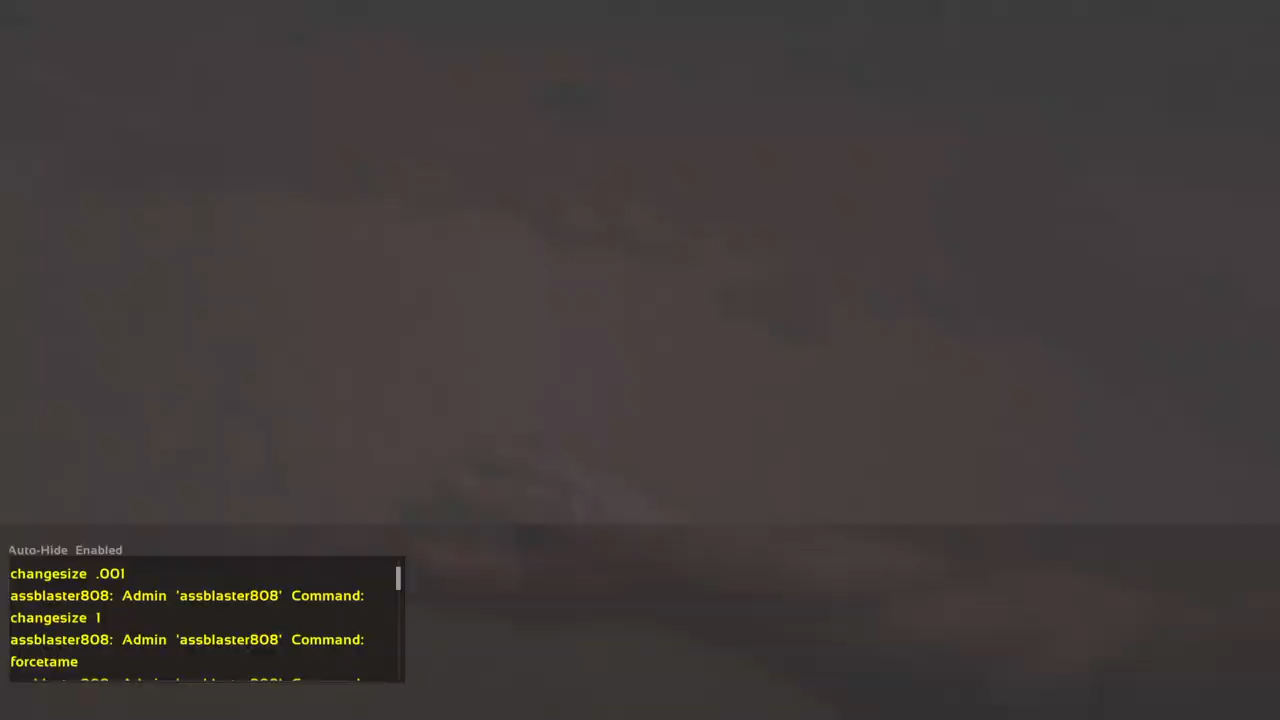 Auto-Hide Enabled
changesize .001
assblaster808: Admin 'assblaster808' Command:
changesize 1
assblaster808: Admin 'assblaster808' Command:
forcetame